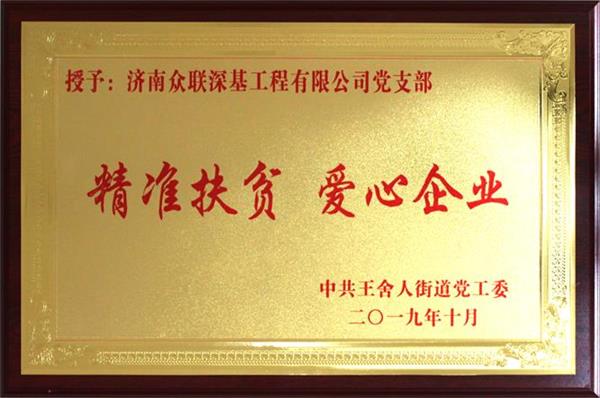 授予：济南众联深基工程有限公司党支部
精准扶贫 爱心企业
中共王舍人街道党工委
二〇一九年十月